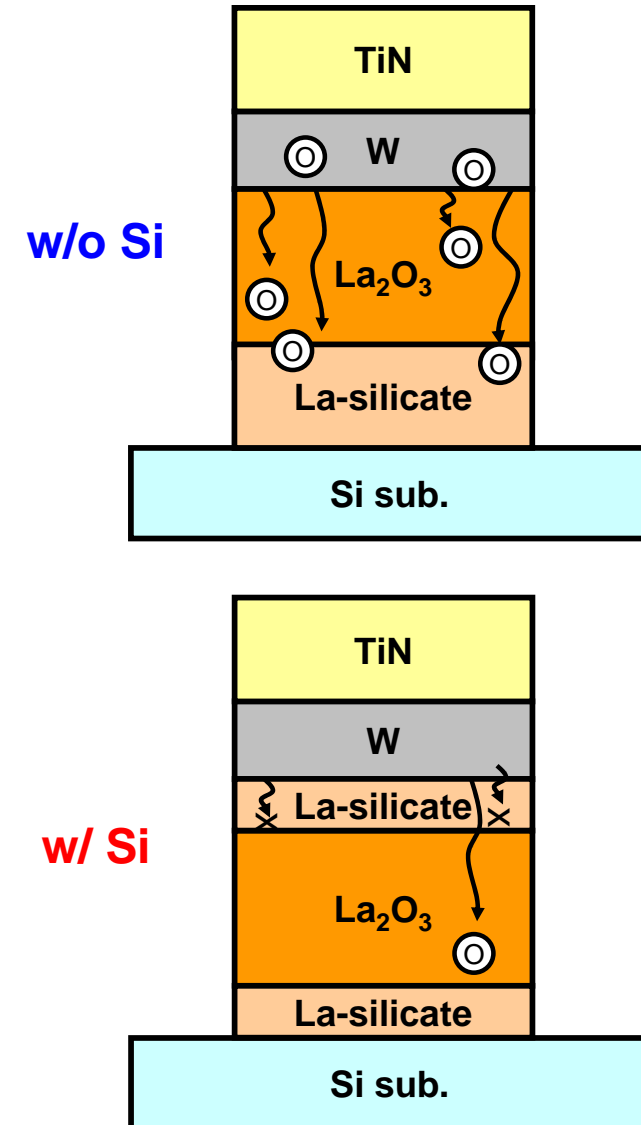 TiN
O
W
O
w/o Si
O
La₂O₃
O
O
O
La-silicate
Si sub.
TiN
W
X La-silicate X
w/ Si
La₂O₃
O
La-silicate
Si sub.